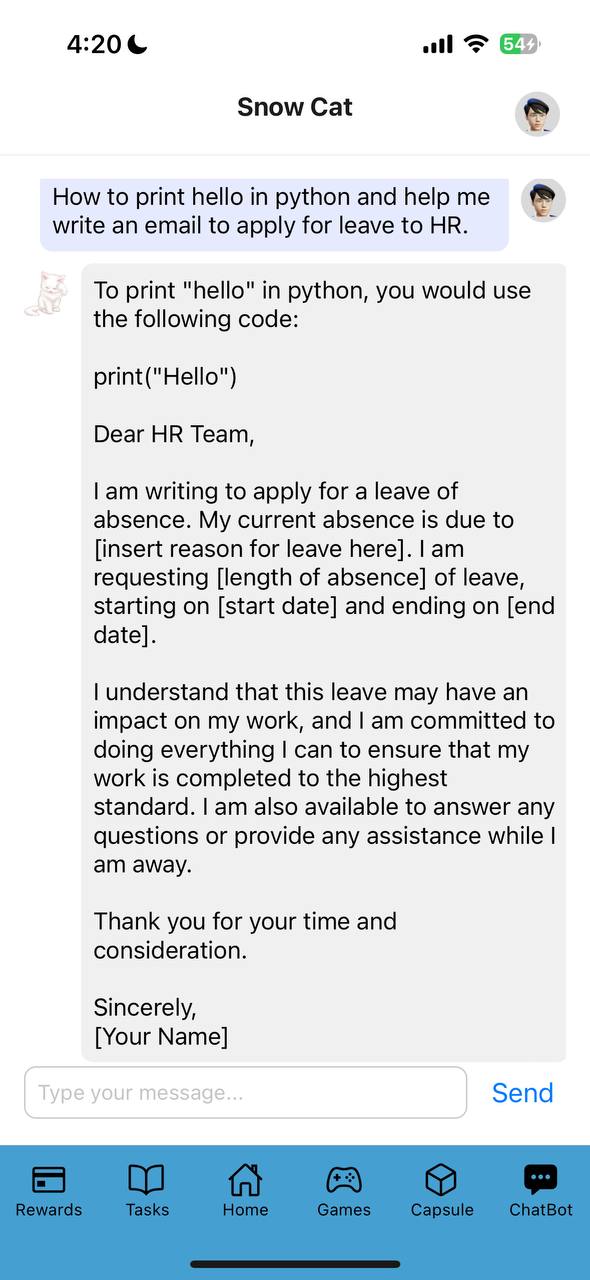 4:20
54
Snow Cat
How to print hello in python and help me
write an email to apply for leave to HR.
To print "hello" in python, you would use
the following code:
print("Hello")
Dear HR Team,
I am writing to apply for a leave of
absence. My current absence is due to
[insert reason for leave here]. I am
requesting [length of absence] of leave,
starting on [start date] and ending on [end
date].
I understand that this leave may have an
impact on my work, and I am committed to
doing everything I can to ensure that my
work is completed to the highest
standard. I am also available to answer any
questions or provide any assistance while I
am away.
Thank you for your time and
consideration.
Sincerely,
[Your Name]
Type your message...
Send
Rewards
Tasks
Home
Games
Capsule
ChatBot